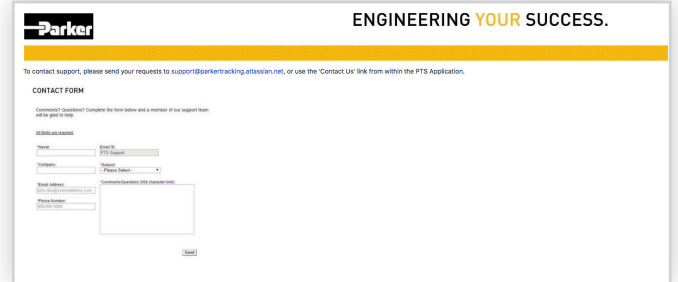 Parker
ENGINEERING YOUR SUCCESS.
To contact support, please send your requests to support@parkertracking.atlassian.net, or use the 'Contact Us' link from within the PTS Application.
CONTACT FORM
Comments? Questions? Complete the form below and a member of our support team
will be glad to help.
All fields are required.
*Name:
Email To:
PTS Support
*Company:
*Subject:
- Please Select -
*Email Address:
*Comments/Questions (500 character limit):
*Phone Number:
Send